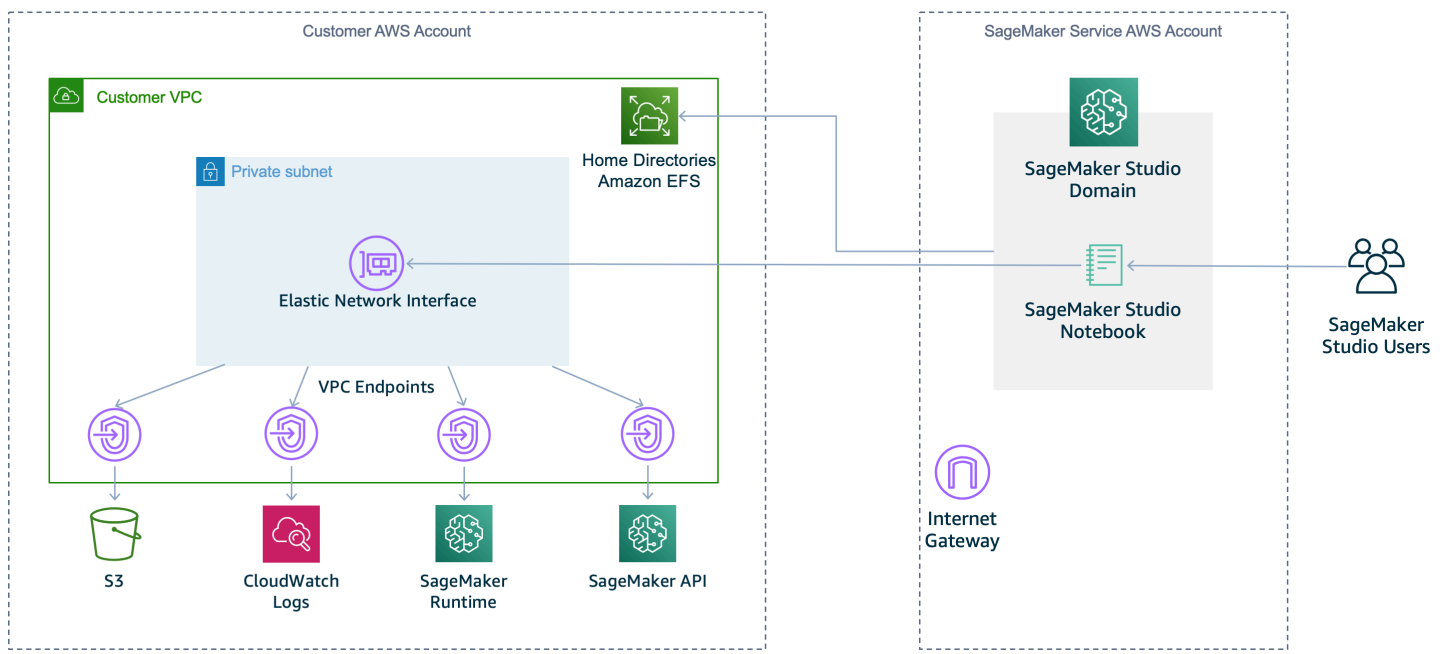 Customer AWS Account
SageMaker Service AWS Account
Customer VPC
Home Directories
Amazon EFS
Private subnet
Elastic Network Interface
VPC Endpoints
S3
CloudWatch
Logs
SageMaker
Runtime
SageMaker API
SageMaker Studio
Domain
SageMaker Studio
Notebook
Internet
Gateway
SageMaker
Studio Users